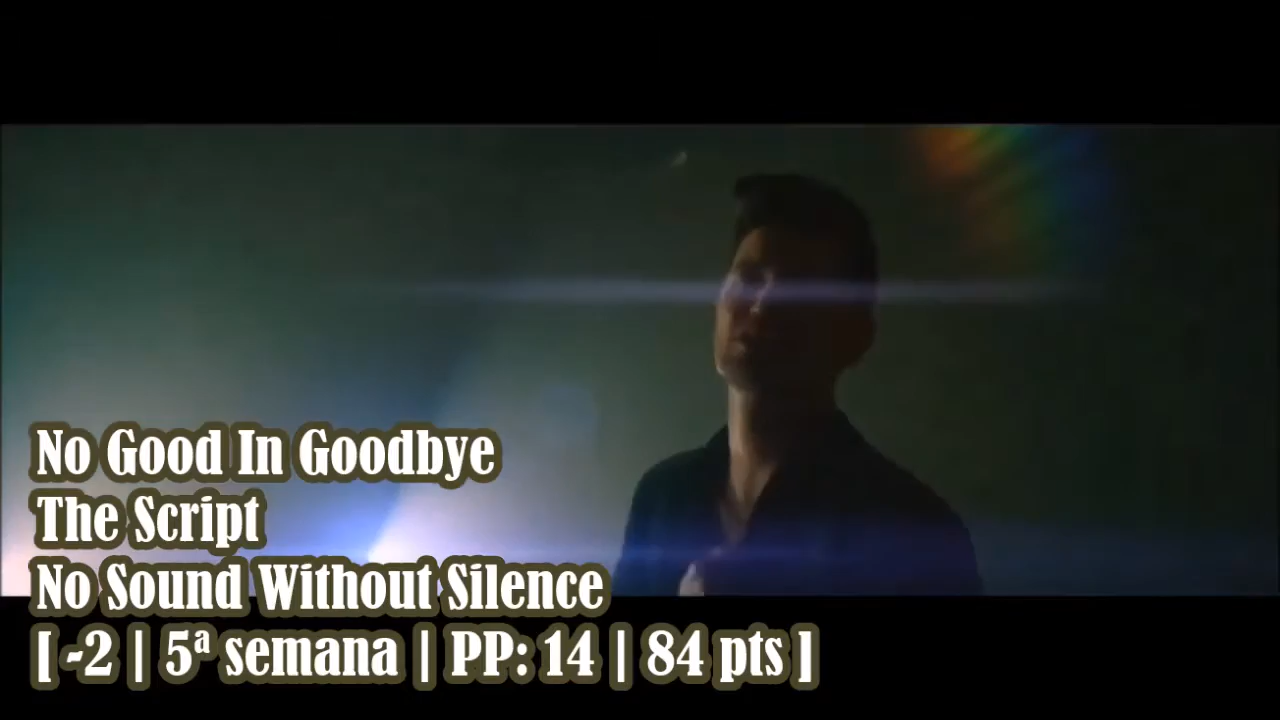 No Good In Goodbye
The Script
No Sound Without Silence
[ -2 | 5ª semana | PP: 14 | 84 pts ]